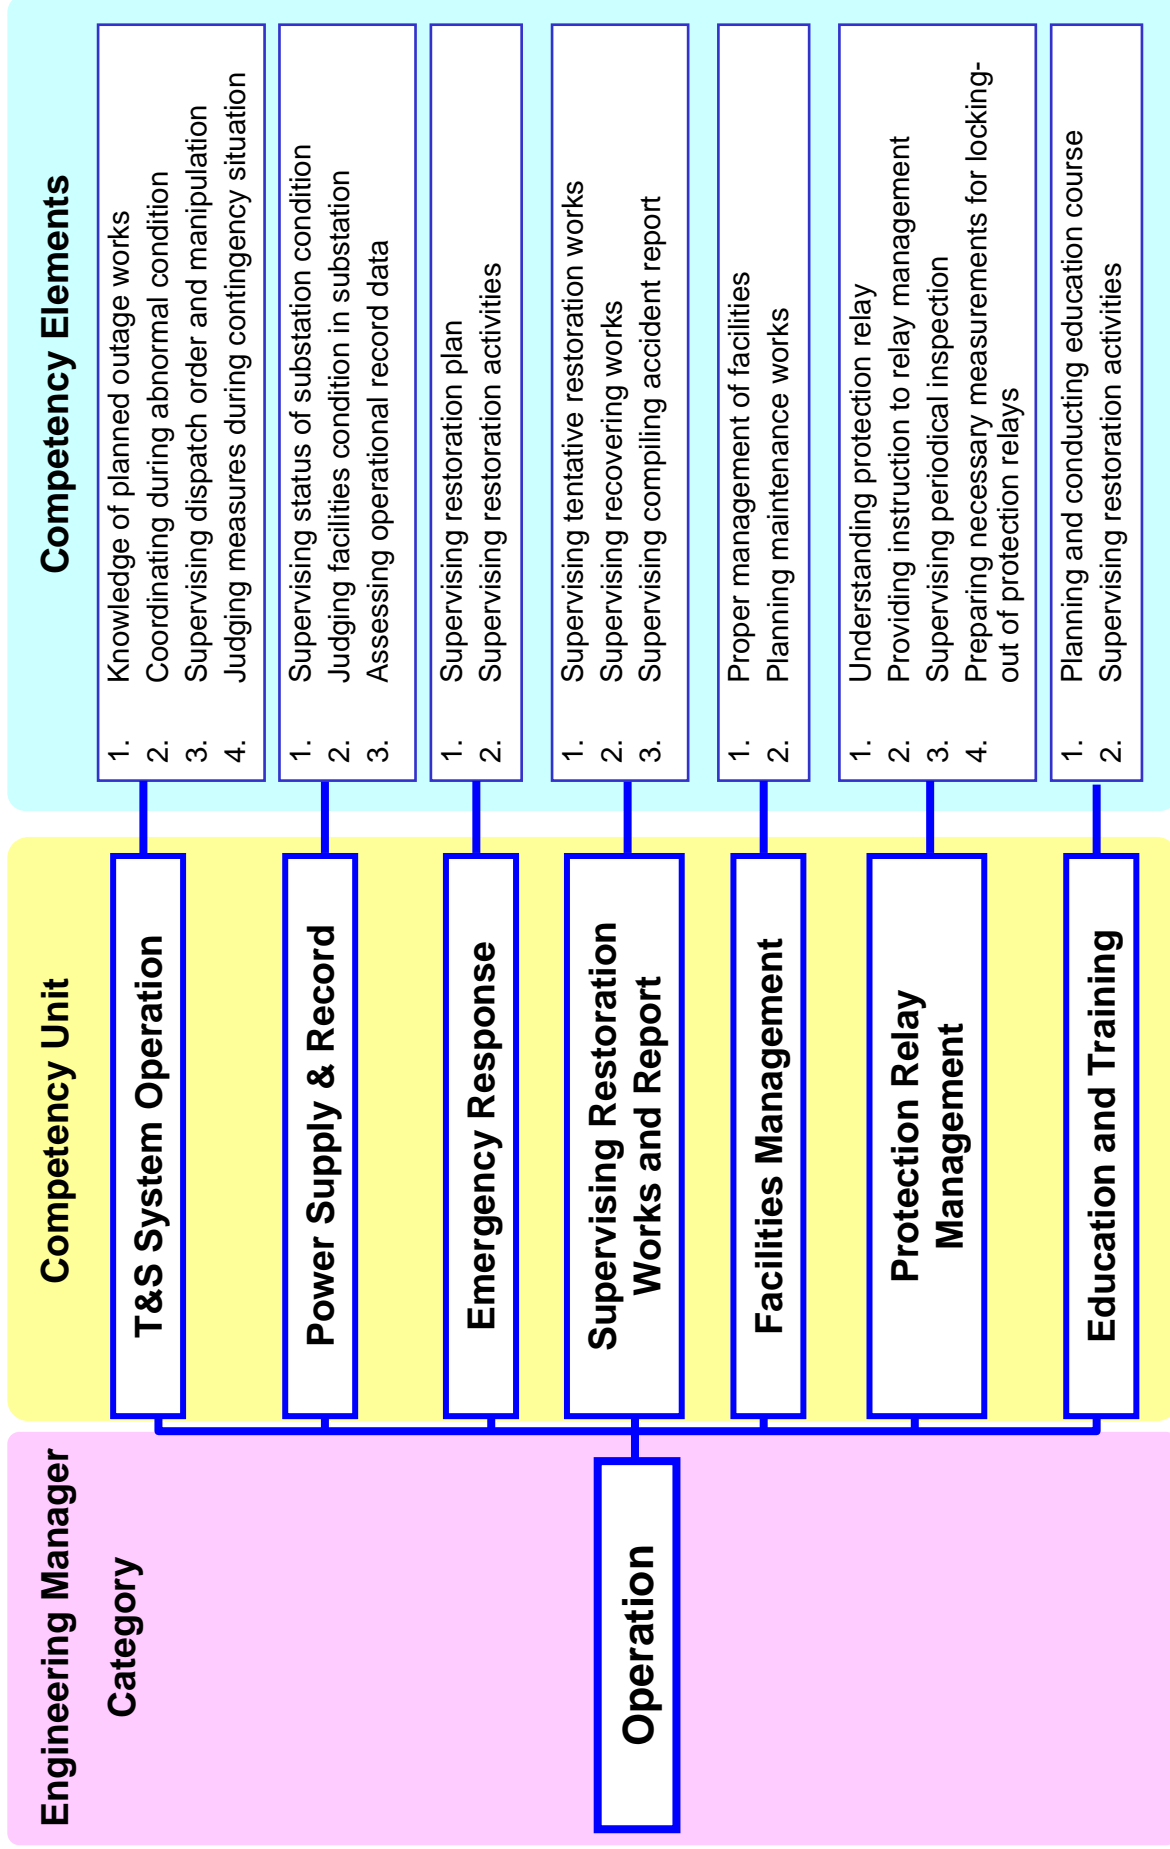 Engineering Manager
Category
Operation
Competency Unit
T&S System Operation
Power Supply & Record
Emergency Response
Supervising Restoration
Works and Report
Facilities Management
Protection Relay
Management
Education and Training
Competency Elements
1. Knowledge of planned outage works
2. Coordinating during abnormal condition
3. Supervising dispatch order and manipulation
4. Judging measures during contingency situation
1. Supervising status of substation condition
2. Judging facilities condition in substation
3. Assessing operational record data
1. Supervising restoration plan
2. Supervising restoration activities
1. Supervising tentative restoration works
2. Supervising recovering works
3. Supervising compiling accident report
1. Proper management of facilities
2. Planning maintenance works
1. Understanding protection relay
2. Providing instruction to relay management
3. Supervising periodical inspection
4. Preparing necessary measurements for locking-
out of protection relays
1. Planning and conducting education course
2. Supervising restoration activities